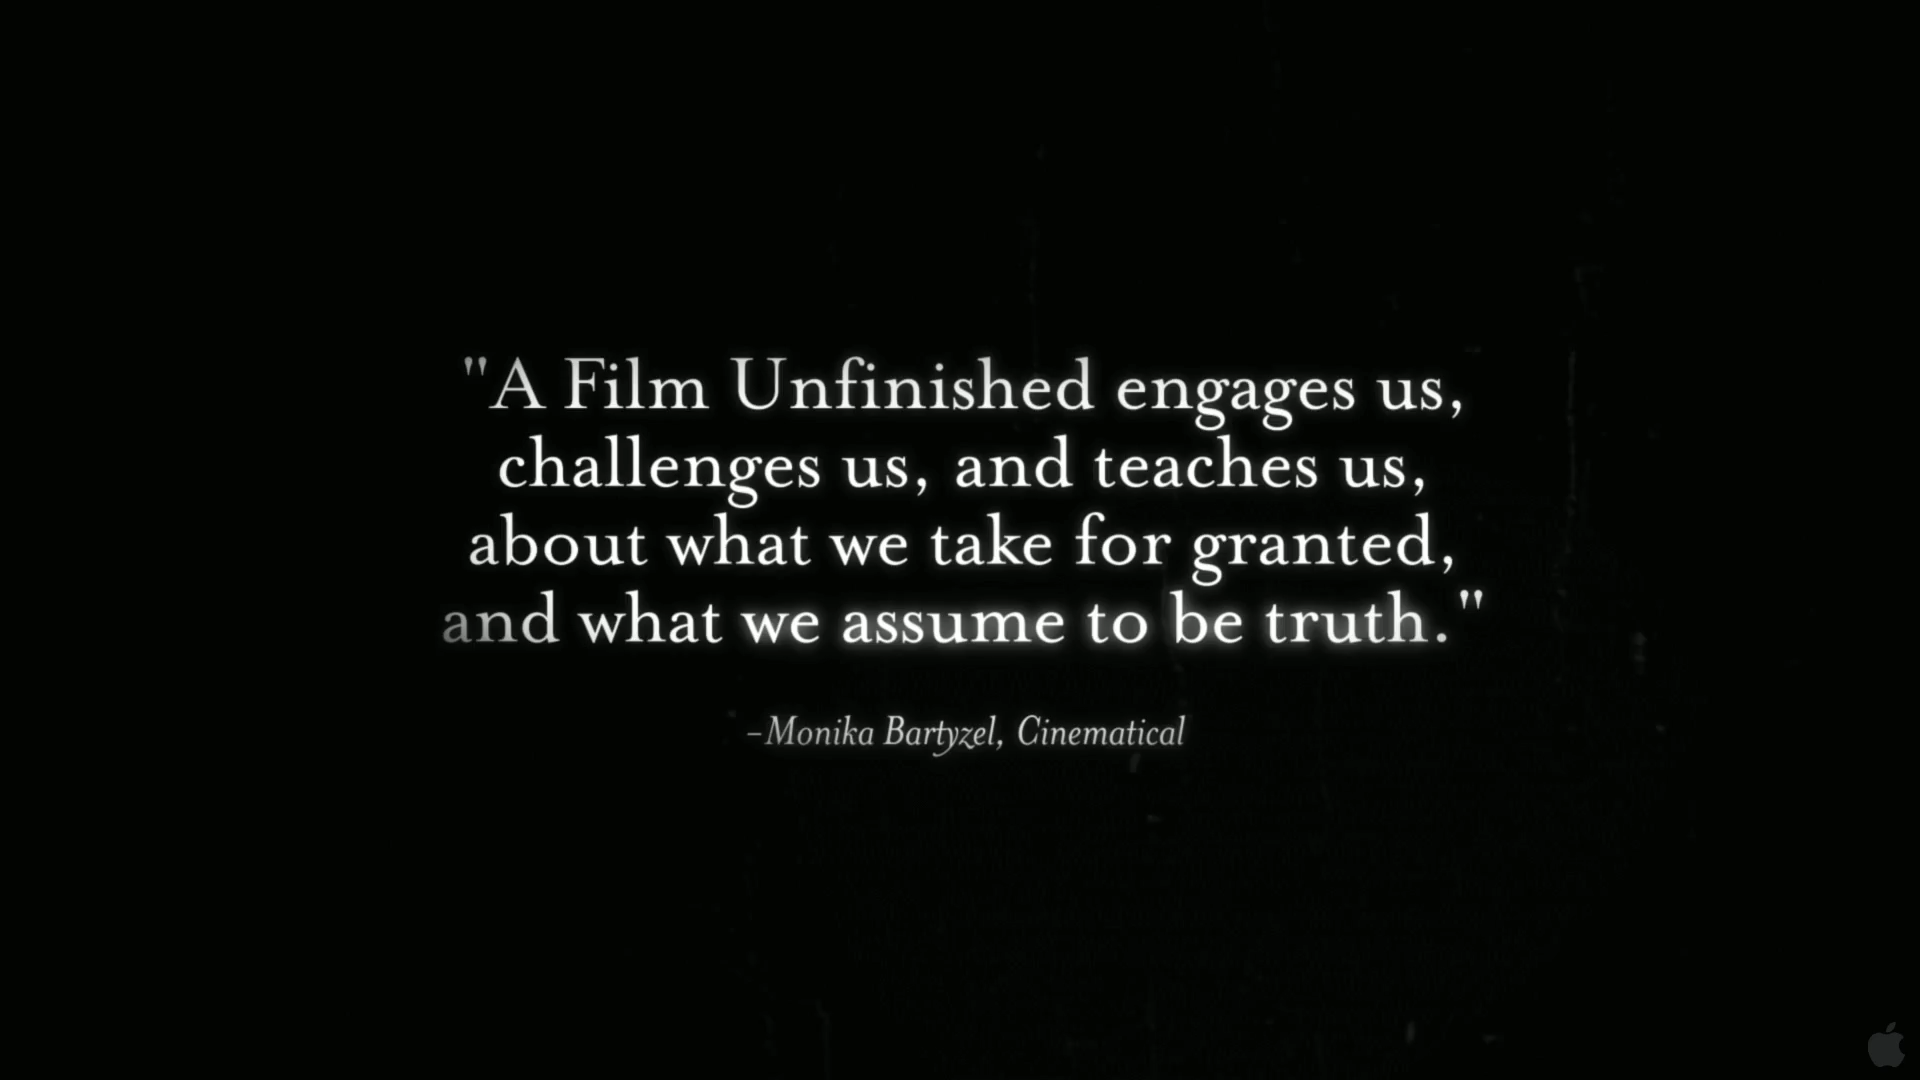 "A Film Unfinished engages us,
challenges us, and teaches us,
about what we take for granted,
and what we assume to be truth."
–Monika Bartyzel, Cinematical